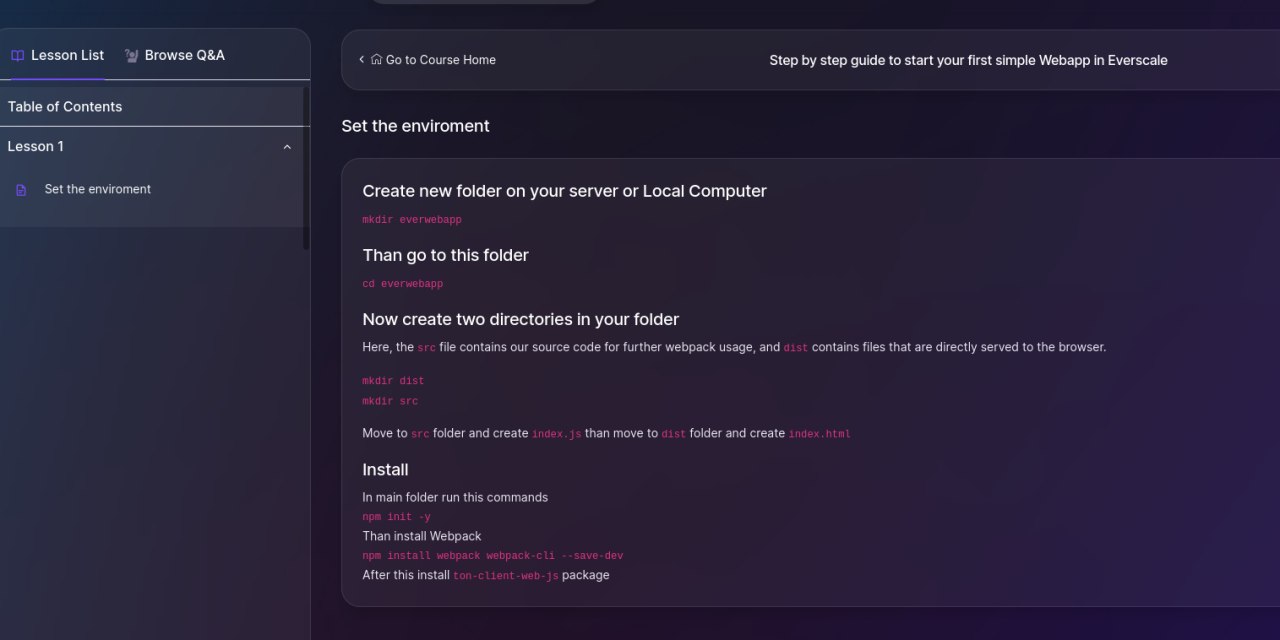 Lesson List
Browse Q&A
Table of Contents
Lesson 1
Set the enviroment
Go to Course Home
Step by step guide to start your first simple Webapp in Everscale
Set the enviroment
Create new folder on your server or Local Computer
mkdir everwebapp
Than go to this folder
cd everwebapp
Now create two directories in your folder
Here, the src file contains our source code for further webpack usage, and dist contains files that are directly served to the browser.
mkdir dist
mkdir src
Move to src folder and create index.js than move to dist folder and create index.html
Install
In main folder run this commands
npm init -y
Than install Webpack
npm install webpack webpack-cli --save-dev
After this install ton-client-web-js package